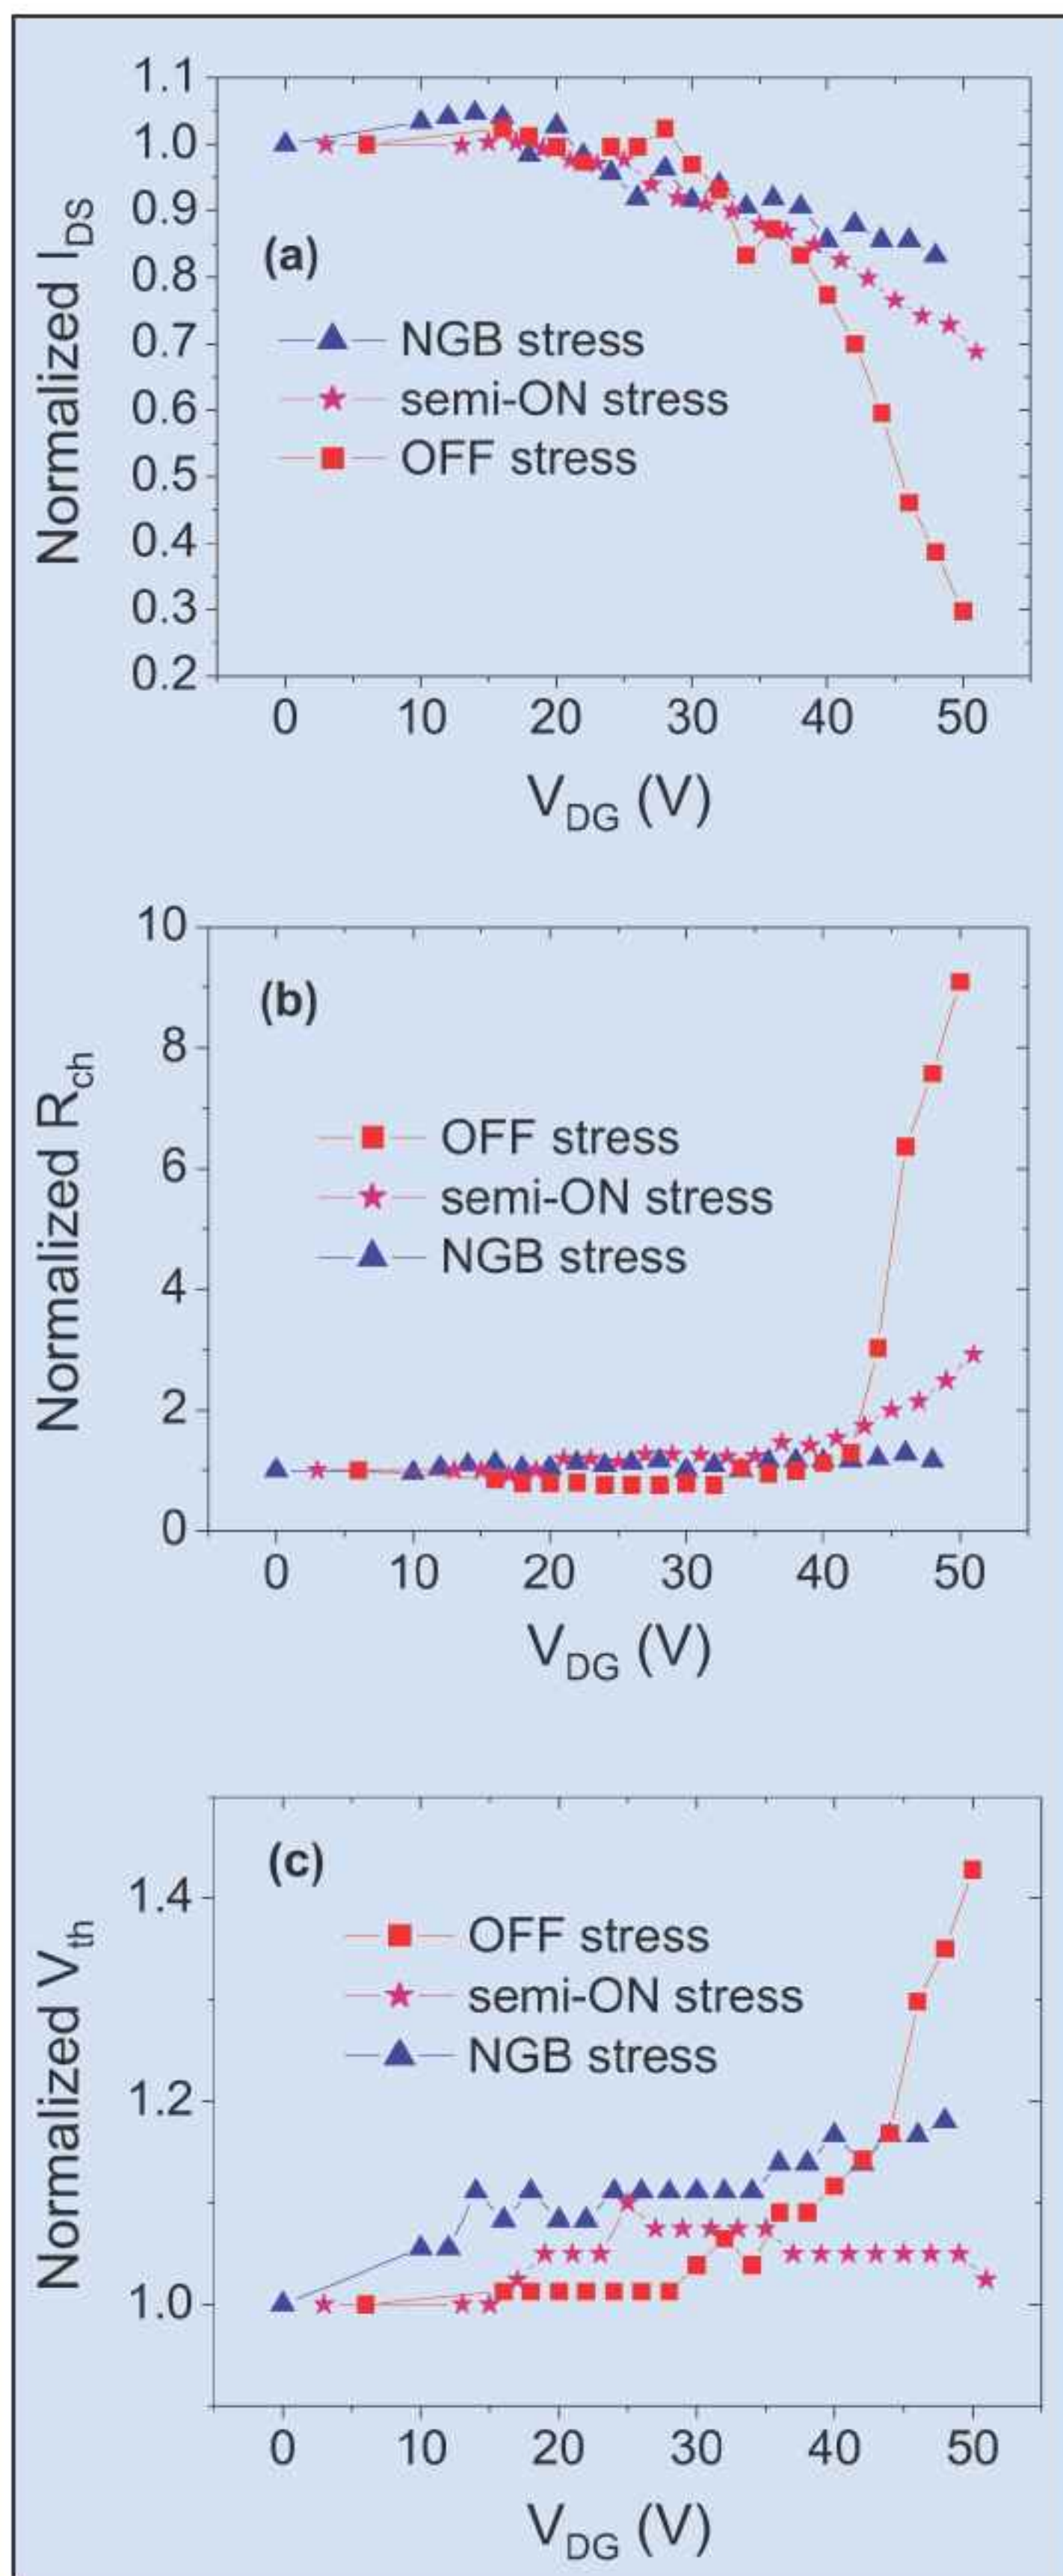 1.1
1.0
0.9
0.8
0.7
0.6
0.5
0.4
0.3
0.2
Normalized I_DS
(a)
NGB stress
semi-ON stress
OFF stress
0 10 20 30 40 50
V_DG (V)
10
8
6
4
2
0
Normalized R_ch
(b)
OFF stress
semi-ON stress
NGB stress
0 10 20 30 40 50
V_DG (V)
1.4
1.2
1.0
Normalized V_th
(c)
OFF stress
semi-ON stress
NGB stress
0 10 20 30 40 50
V_DG (V)